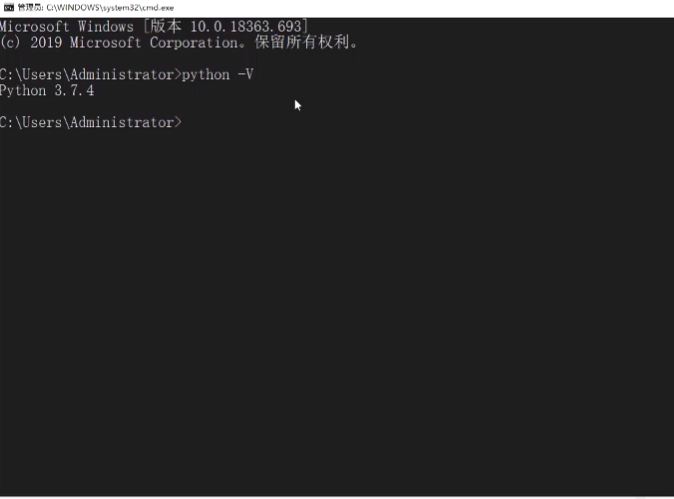 管理员: C:\WINDOWS\system32\cmd.exe
Microsoft Windows [版本 10.0.18363.693]
(c) 2019 Microsoft Corporation。保留所有权利。
C:\Users\Administrator>python -V
Python 3.7.4
C:\Users\Administrator>